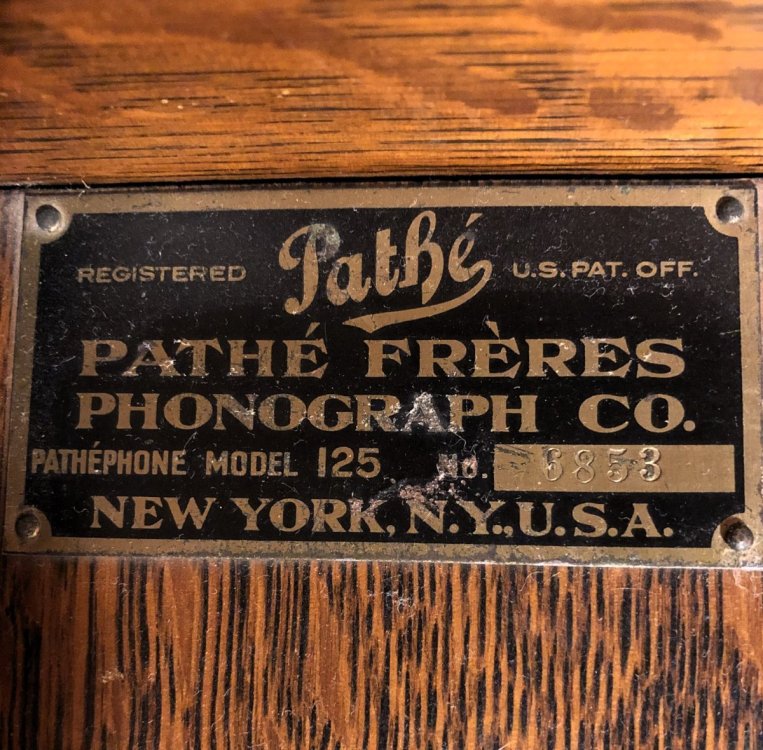 REGISTERED Pathé U.S. PAT. OFF.
PATHÉ FRÈRES
PHONOGRAPH CO.
PATHÉPHONE MODEL 125 No. 6853
NEW YORK, N.Y., U.S.A.